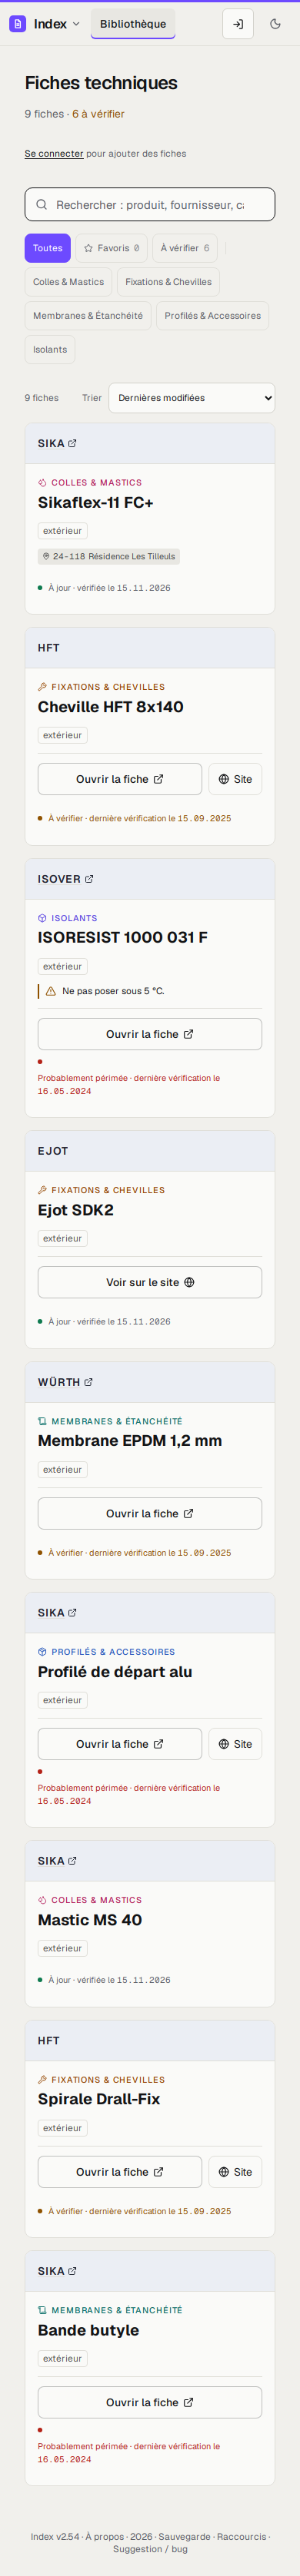 Index
Bibliothèque
Fiches techniques
9 fiches · 6 à vérifier
Se connecter pour ajouter des fiches
Rechercher : produit, fournisseur, ca
Toutes
Favoris 0
À vérifier 6
Colles & Mastics
Fixations & Chevilles
Membranes & Étanchéité
Profilés & Accessoires
Isolants
9 fiches
Trier
Dernières modifiées
SIKA
COLLES & MASTICS
Sikaflex-11 FC+
extérieur
24-118 Résidence Les Tilleuls
À jour · vérifiée le 15.11.2026
HFT
FIXATIONS & CHEVILLES
Cheville HFT 8x140
extérieur
Ouvrir la fiche
Site
À vérifier · dernière vérification le 15.09.2025
ISOVER
ISOLANTS
ISORESIST 1000 031 F
extérieur
Ne pas poser sous 5 °C.
Ouvrir la fiche
Probablement périmée · dernière vérification le
16.05.2024
EJOT
FIXATIONS & CHEVILLES
Ejot SDK2
extérieur
Voir sur le site
À jour · vérifiée le 15.11.2026
WÜRTH
MEMBRANES & ÉTANCHÉITÉ
Membrane EPDM 1,2 mm
extérieur
Ouvrir la fiche
À vérifier · dernière vérification le 15.09.2025
SIKA
PROFILÉS & ACCESSOIRES
Profilé de départ alu
extérieur
Ouvrir la fiche
Site
Probablement périmée · dernière vérification le
16.05.2024
SIKA
COLLES & MASTICS
Mastic MS 40
extérieur
À jour · vérifiée le 15.11.2026
HFT
FIXATIONS & CHEVILLES
Spirale Drall-Fix
extérieur
Ouvrir la fiche
Site
À vérifier · dernière vérification le 15.09.2025
SIKA
MEMBRANES & ÉTANCHÉITÉ
Bande butyle
extérieur
Ouvrir la fiche
Probablement périmée · dernière vérification le
16.05.2024
Index v2.54 · À propos · 2026 · Sauvegarde · Raccourcis ·
Suggestion / bug